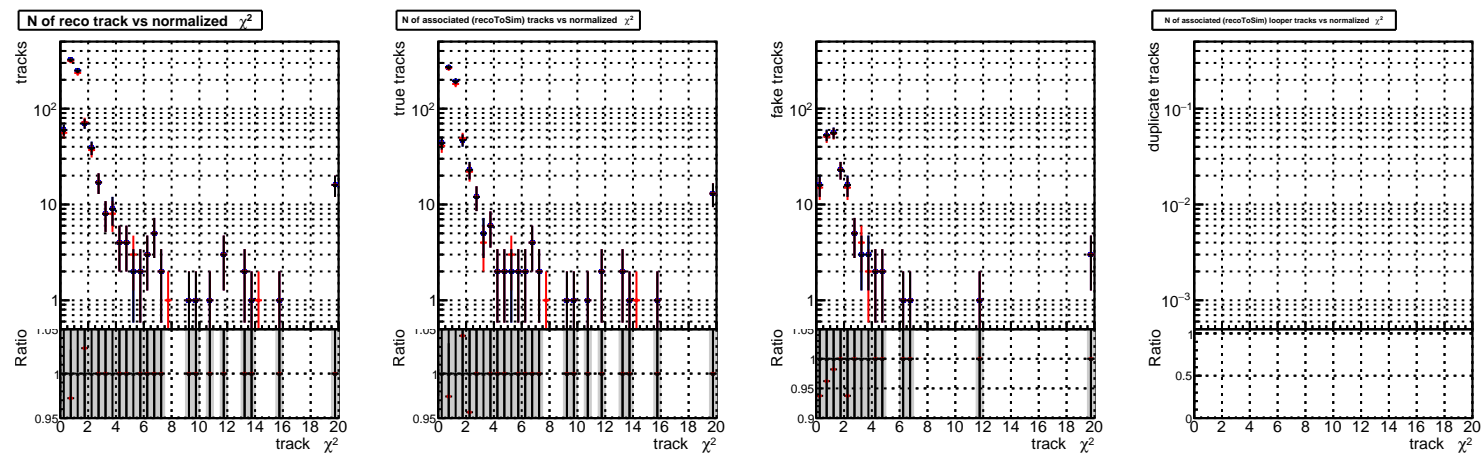 N of reco track vs normalized χ²
tracks
10²
10
1
Ratio
1.05
1
0.95
0 2 4 6 8 10 12 14 16 18 20
track χ²
N of associated (recoToSim) tracks vs normalized χ²
true tracks
10²
10
1
Ratio
1.05
1
0.95
0 2 4 6 8 10 12 14 16 18 20
track χ²
fake tracks
10²
10
1
Ratio
1.05
1
0.95
0.9
0 2 4 6 8 10 12 14 16 18 20
track χ²
N of associated (recoToSim) looper tracks vs normalized χ²
duplicate tracks
10⁻¹
10⁻²
10⁻³
Ratio
1
0.5
0
0 2 4 6 8 10 12 14 16 18 20
track χ²